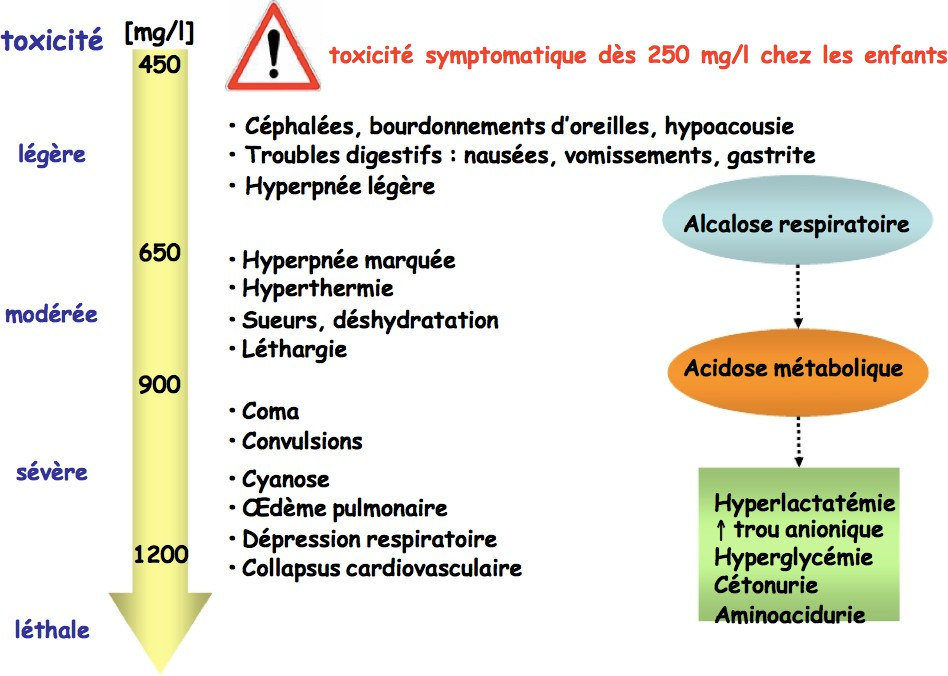 toxicité
[mg/l]
toxicité symptomatique dès 250 mg/l chez les enfants
450
légère
· Céphalées, bourdonnements d'oreilles, hypoacousie
· Troubles digestifs : nausées, vomissements, gastrite
· Hyperpnée légère
650
modérée
· Hyperpnée marquée
· Hyperthermie
· Sueurs, déshydratation
· Léthargie
900
sévère
· Coma
· Convulsions
· Cyanose
· Œdème pulmonaire
· Dépression respiratoire
· Collapsus cardiovasculaire
1200
léthale
Alcalose respiratoire
Acidose métabolique
Hyperlactatémie
↑ trou anionique
Hyperglycémie
Cétonurie
Aminoacidurie